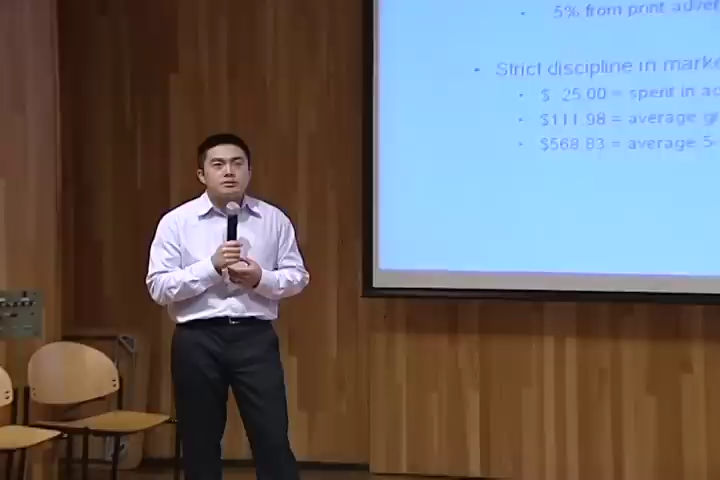 • 5% from print adver
• Strict discipline in marke
• $ 25.00 = spent in ad
• $111.98 = average g
• $568.83 = average 5-